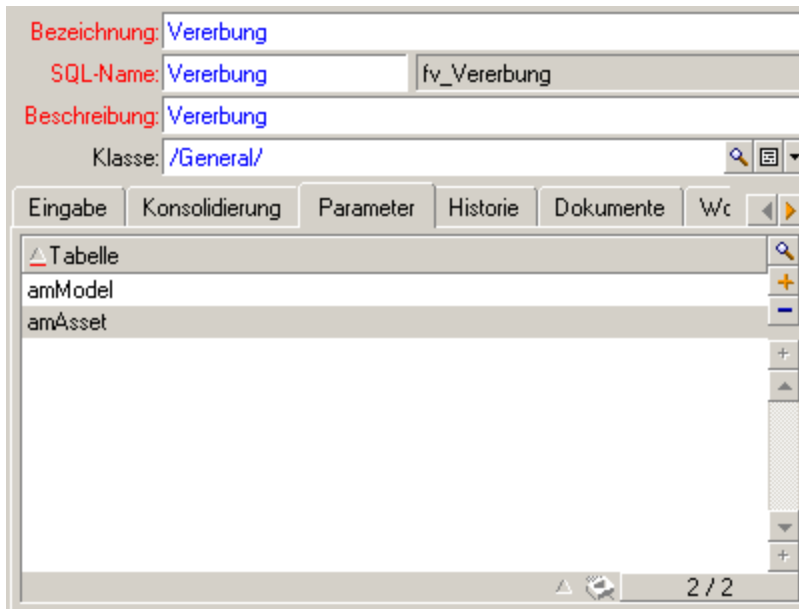 Bezeichnung: Vererbung
SQL-Name: Vererbung fv_Vererbung
Beschreibung: Vererbung
Klasse: /General/
Eingabe Konsolidierung Parameter Historie Dokumente Wc
Tabelle
amModel
amAsset
2 / 2